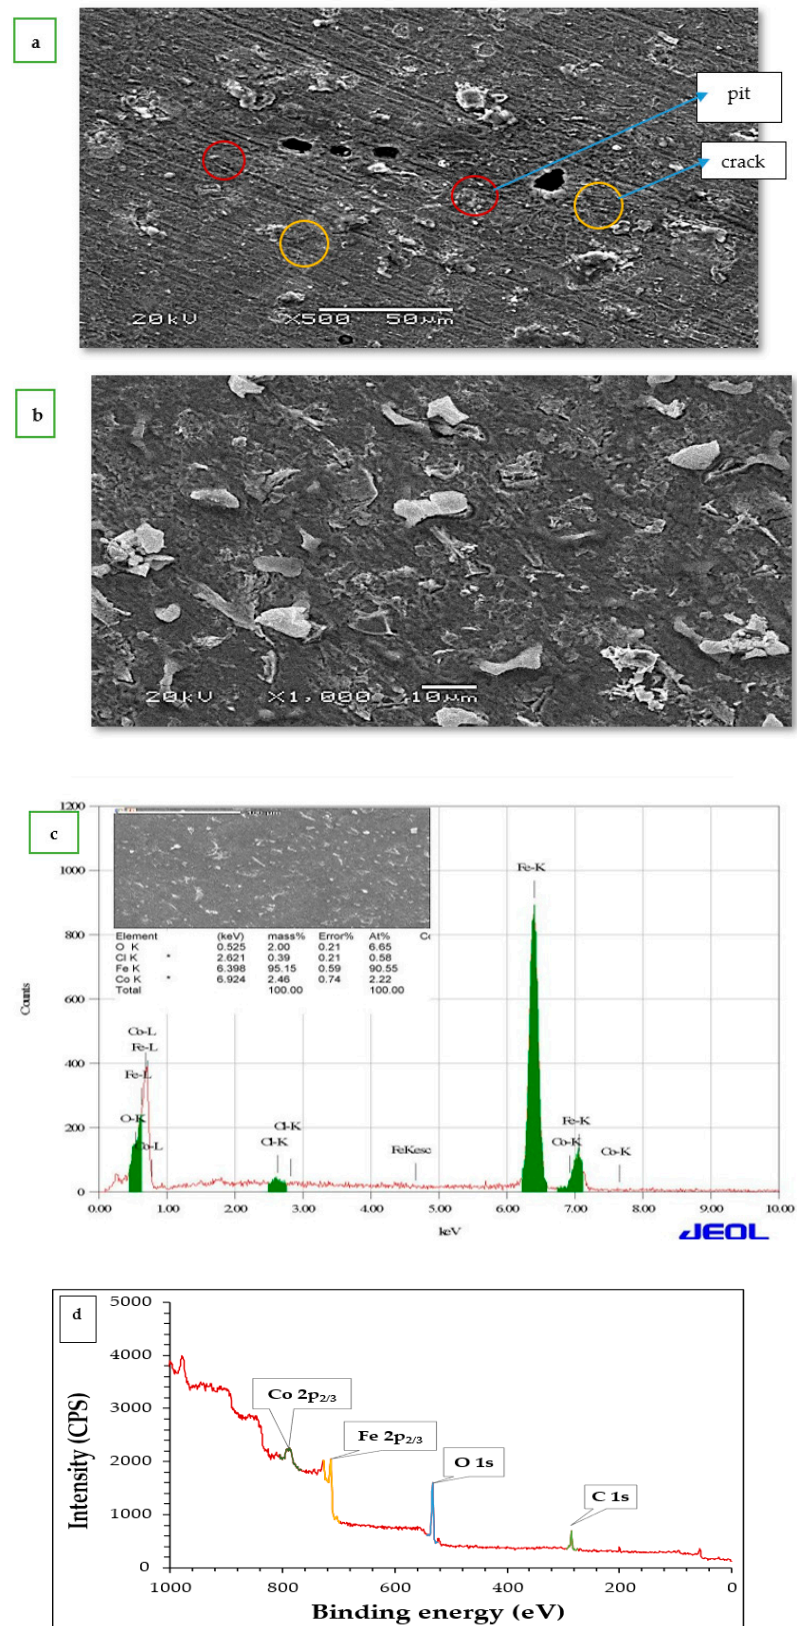 a
pit
crack
20kV X500 50µm
b
20kV X1,000 10µm
c
1200
1000
800
600
400
200
0
Counts
Element (keV) mass% Error% At%
O K 0.525 2.00 0.21 6.65
Cl K * 2.621 0.39 0.21 0.58
Fe K 6.398 95.15 0.59 90.55
Co K * 6.924 2.46 0.74 2.22
Total 100.00 100.00
Co-L
Fe-L
Fe-L
O-K
Co-L
Cl-K
Cl-K
FeKesc
Fe-K
Fe-K
Co-K
Co-K
0.00 1.00 2.00 3.00 4.00 5.00 6.00 7.00 8.00 9.00 10.00
keV
JEOL
d
5000
4000
3000
2000
1000
0
Intensity (CPS)
Co 2p2/3
Fe 2p2/3
O 1s
C 1s
1000 800 600 400 200 0
Binding energy (eV)